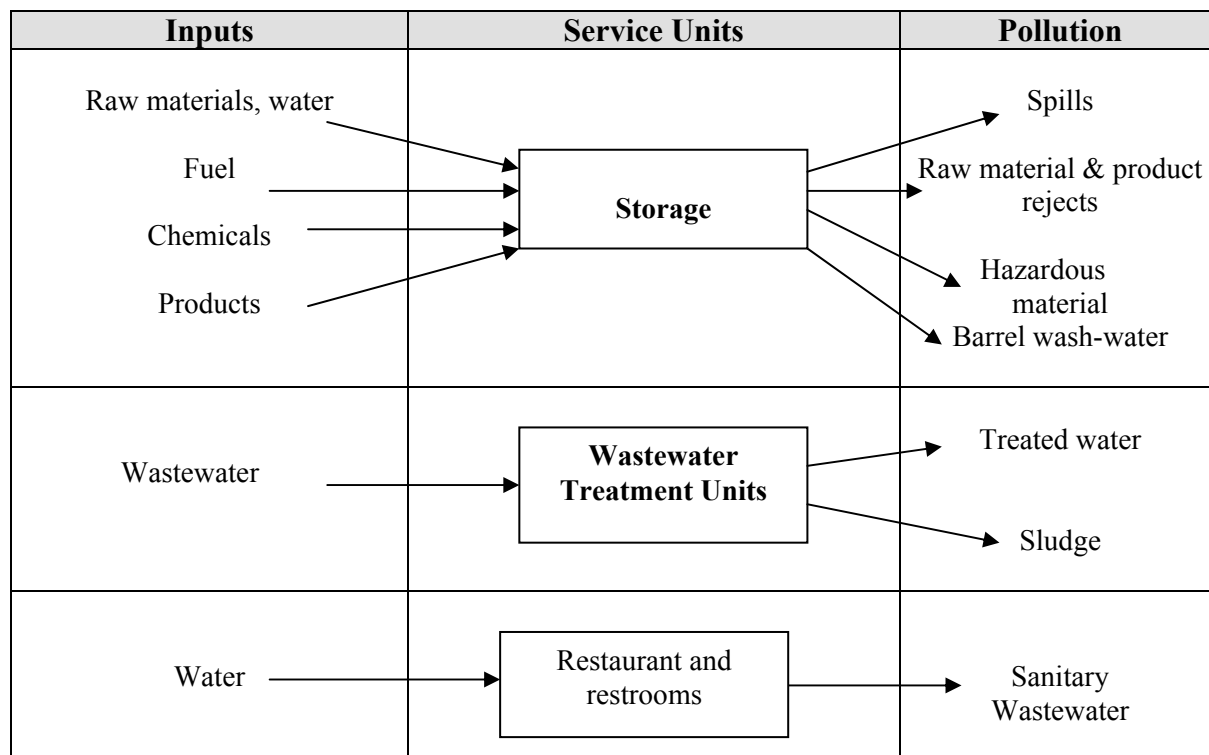 Inputs
Service Units
Pollution
Raw materials, water
Fuel
Chemicals
Products
Storage
Spills
Raw material & product
rejects
Hazardous
material
Barrel wash-water
Wastewater
Wastewater
Treatment Units
Treated water
Sludge
Water
Restaurant and
restrooms
Sanitary
Wastewater